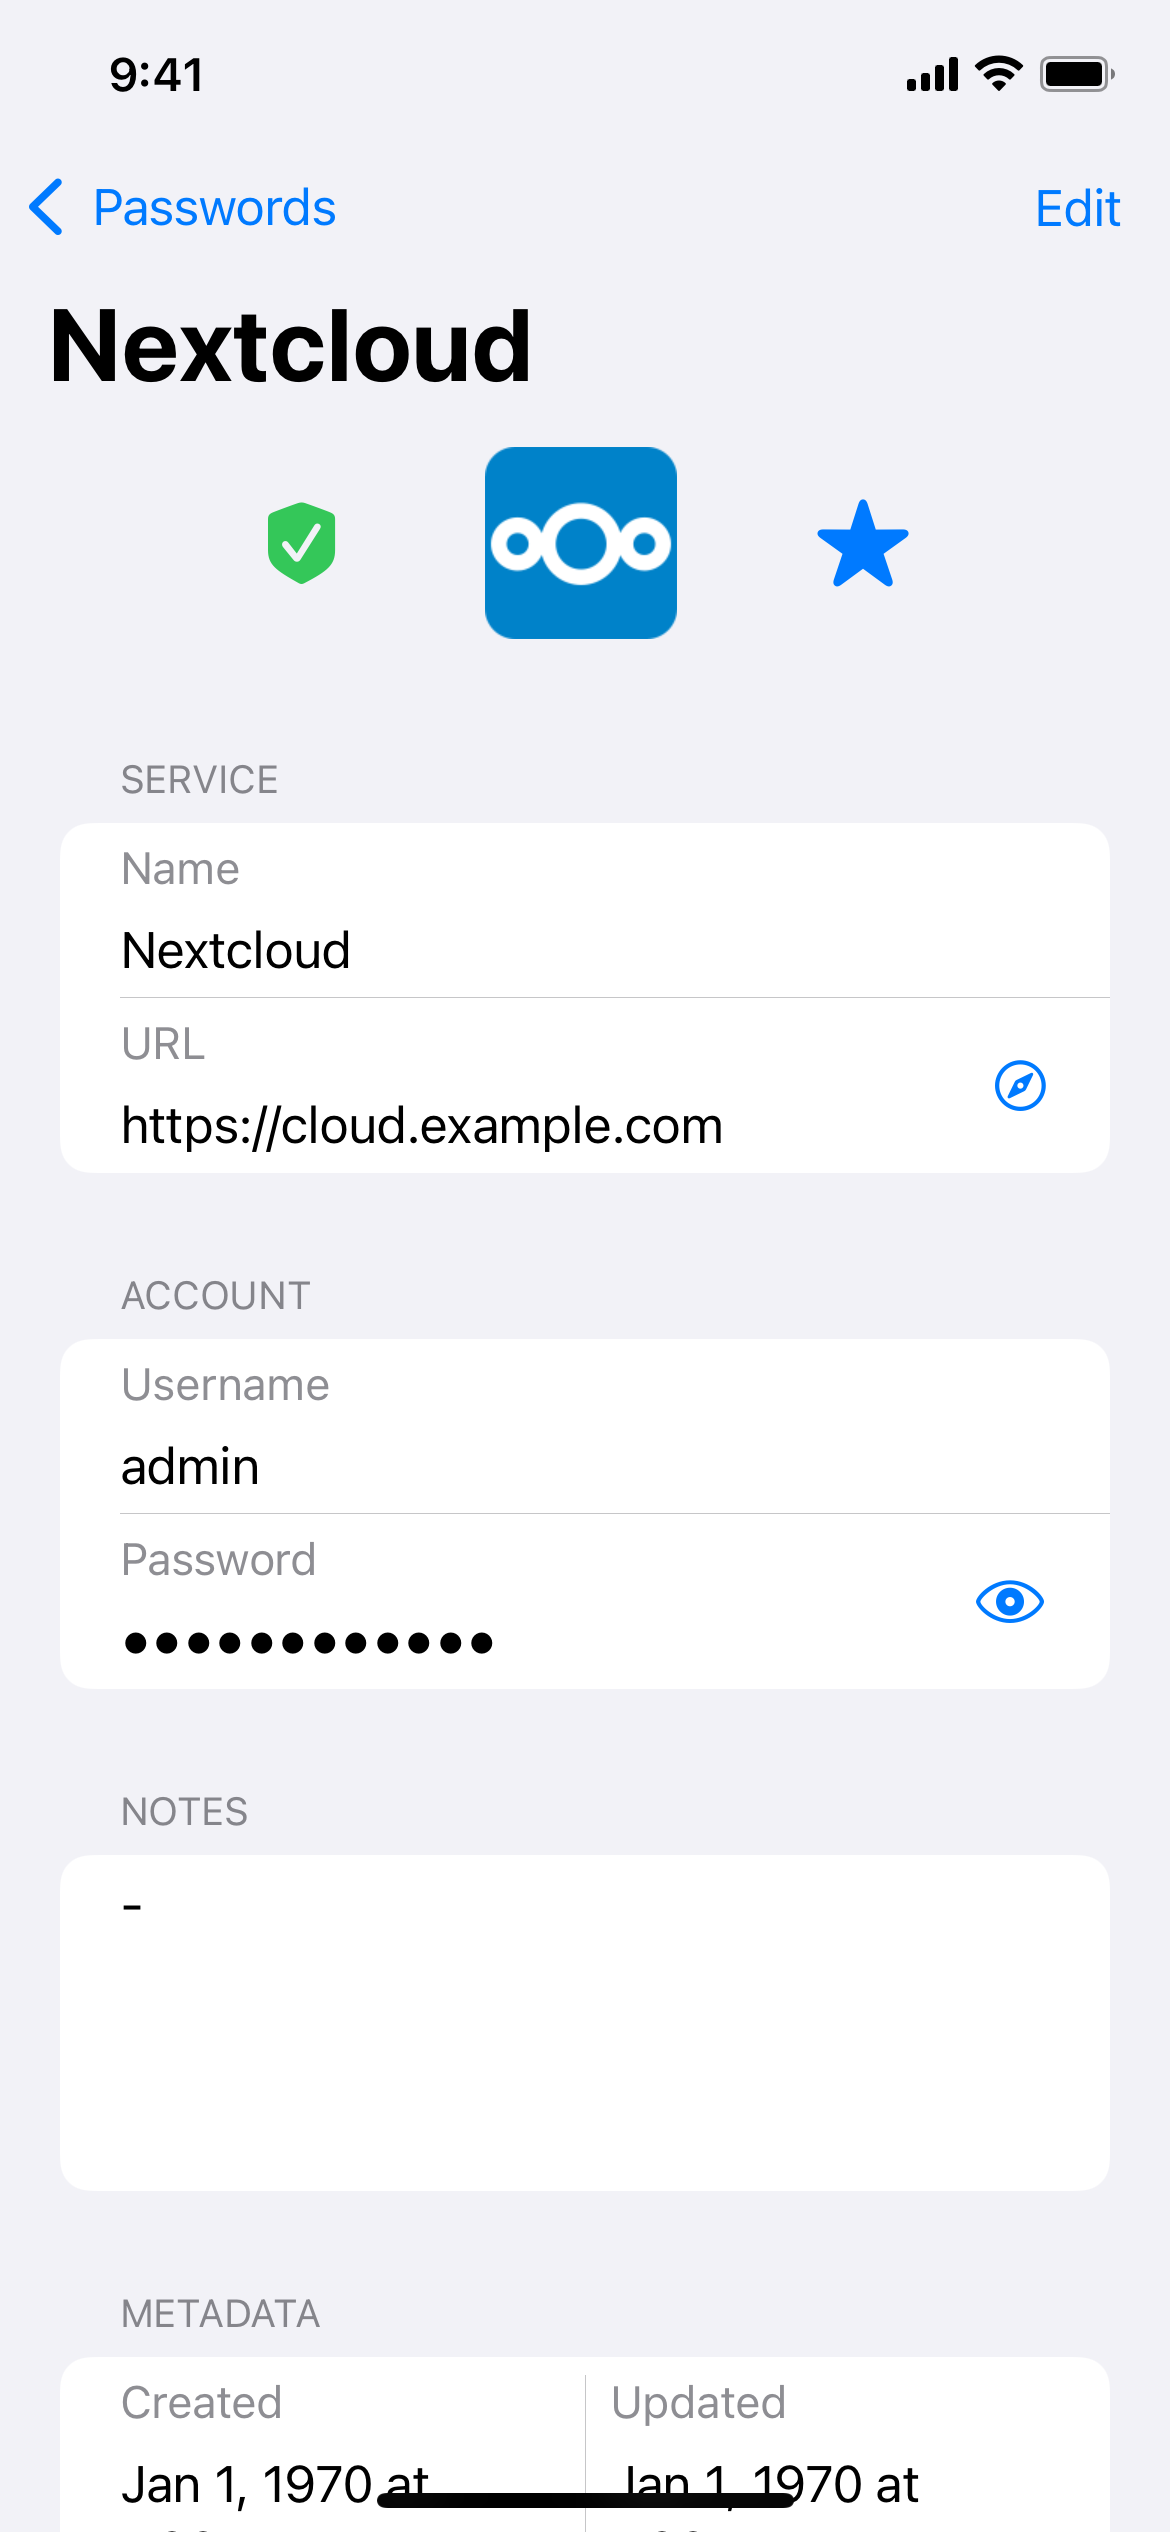 9:41
Passwords
Edit
Nextcloud
SERVICE
Name
Nextcloud
URL
https://cloud.example.com
ACCOUNT
Username
admin
Password
••••••••••••
NOTES
-
METADATA
Created
Updated
Jan 1, 1970 at
Jan 1, 1970 at